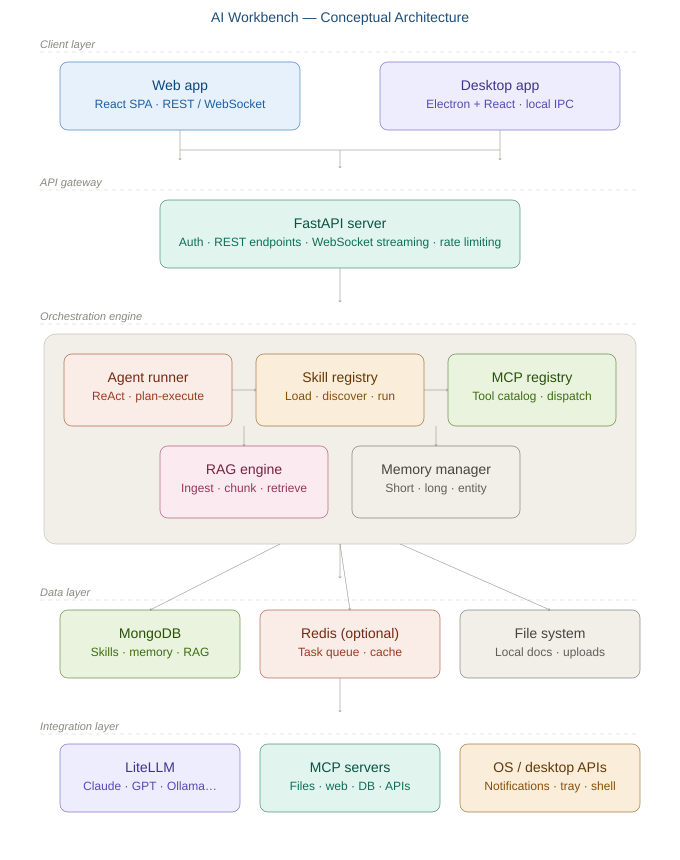 AI Workbench — Conceptual Architecture
Client layer
Web app
React SPA · REST / WebSocket
Desktop app
Electron + React · local IPC
API gateway
FastAPI server
Auth · REST endpoints · WebSocket streaming · rate limiting
Orchestration engine
Agent runner
ReAct · plan-execute
Skill registry
Load · discover · run
MCP registry
Tool catalog · dispatch
RAG engine
Ingest · chunk · retrieve
Memory manager
Short · long · entity
Data layer
MongoDB
Skills · memory · RAG
Redis (optional)
Task queue · cache
File system
Local docs · uploads
Integration layer
LiteLLM
Claude · GPT · Ollama…
MCP servers
Files · web · DB · APIs
OS / desktop APIs
Notifications · tray · shell